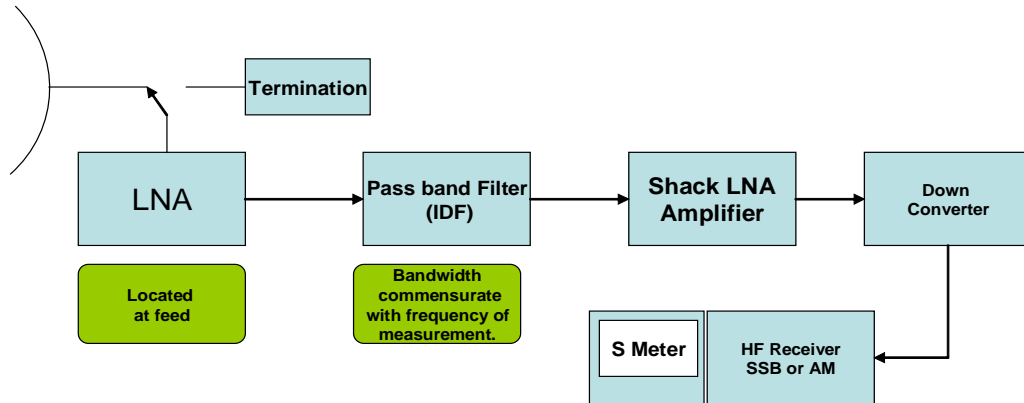 Termination
LNA
Pass band Filter
(IDF)
Shack LNA
Amplifier
Down
Converter
Located
at feed
Bandwidth
commensurate
with frequency of
measurement.
S Meter
HF Receiver
SSB or AM